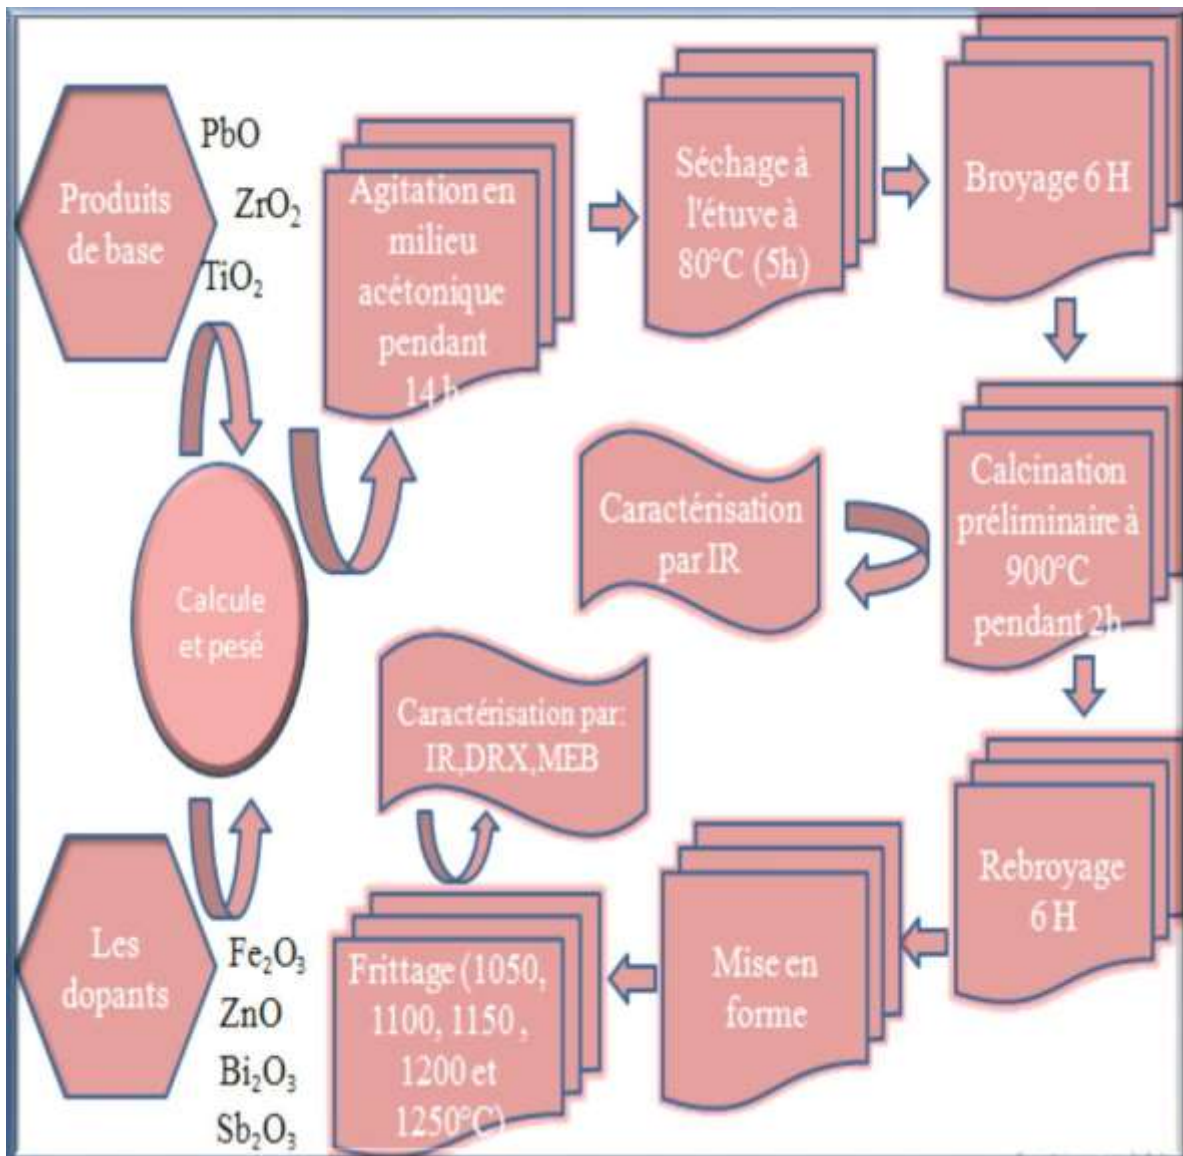 Produits
de base
PbO
ZrO₂
TiO₂
Agitation en
milieu
acétonique
pendant
14 h
Séchage à
l'étuve à
80°C (5h)
Broyage 6 H
Calcination
préliminaire à
900°C
pendant 2h
Caractérisation
par IR
Calcule
et pesé
Caractérisation par:
IR,DRX,MEB
Rebroyage
6 H
Mise en
forme
Frittage (1050,
1100, 1150 ,
1200 et
1250°C)
Les
dopants
Fe₂O₃
ZnO
Bi₂O₃
Sb₂O₃